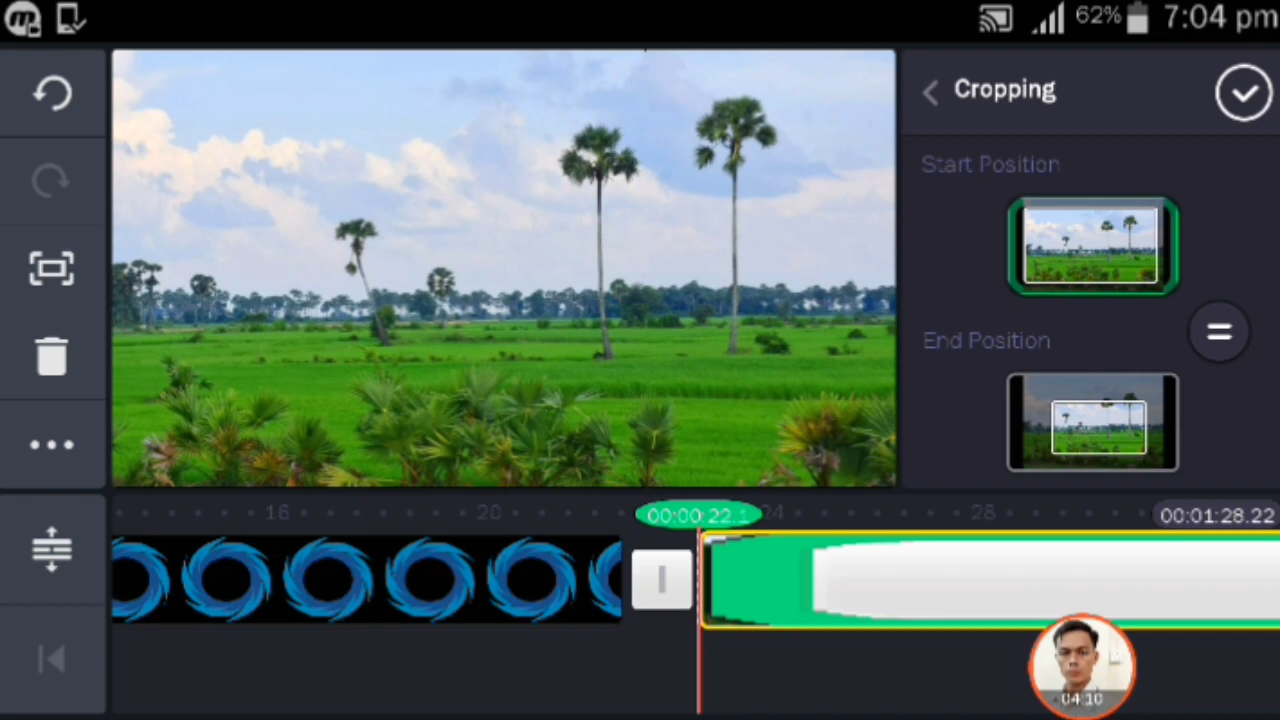 62% 7:04 pm
Cropping
Start Position
End Position
16 20 00:00:22.1 24 28 00:01:28.22
04:10